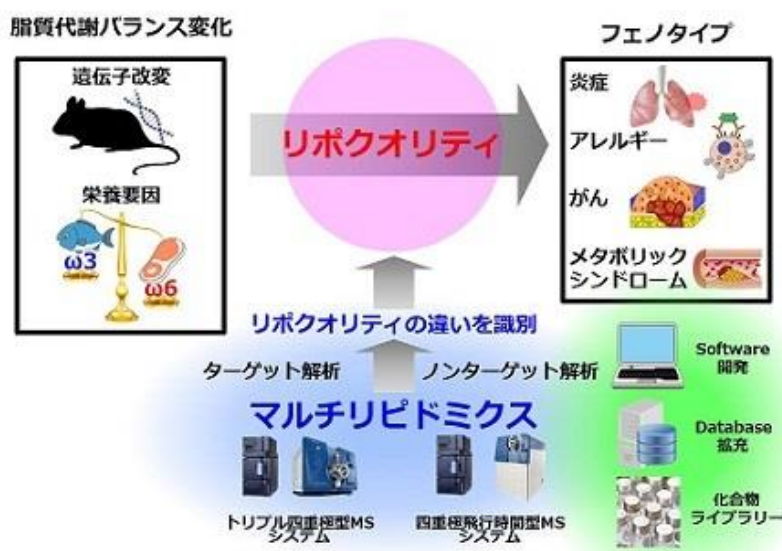 脂質代謝バランス変化
遺伝子改変
栄養要因
ω3
ω6
リポクオリティ
フェノタイプ
炎症
アレルギー
がん
メタボリック
シンドローム
リポクオリティの違いを識別
ターゲット解析
ノンターゲット解析
マルチリピドミクス
トリプル四重極型MS
システム
四重極飛行時間型MS
システム
Software
開発
Database
拡充
化合物
ライブラリー